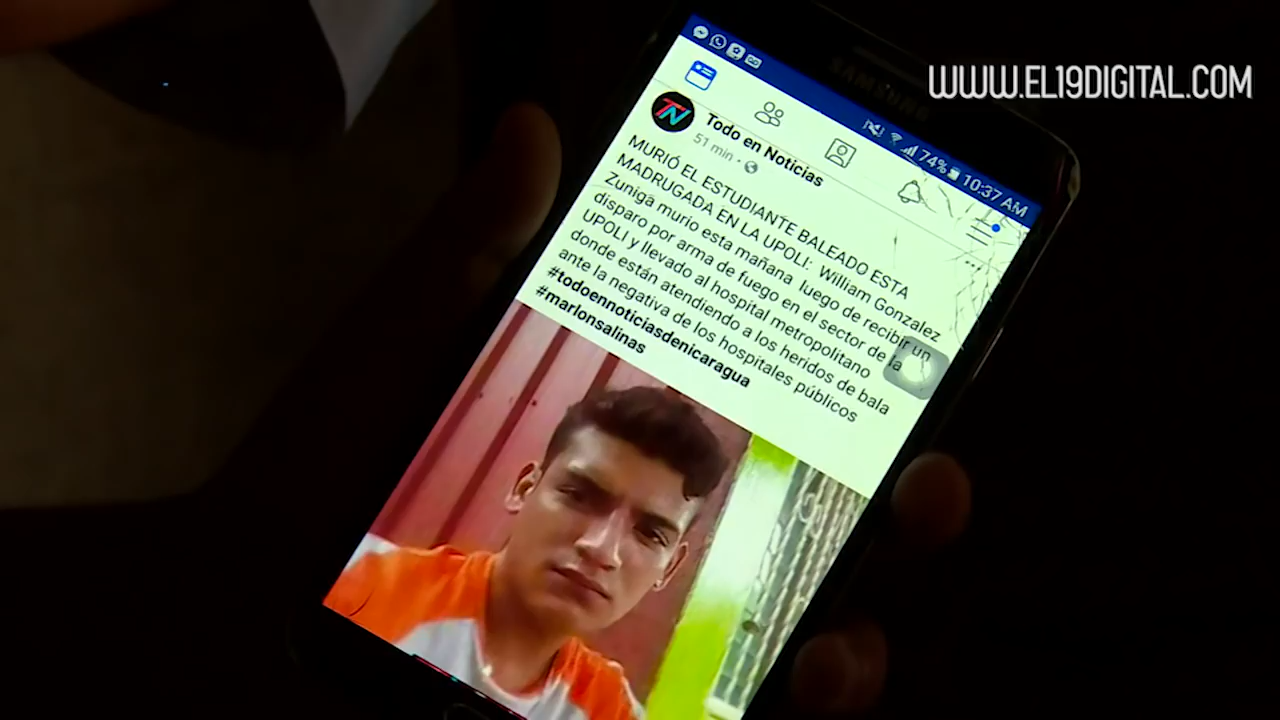 WWW.EL19DIGITAL.COM
SAMSUNG
74% 10:37 AM
TN
Todo en Noticias
51 min
MURIÓ EL ESTUDIANTE BALEADO ESTA
MADRUGADA EN LA UPOLI: William Gonzalez
Zuniga murio esta mañana luego de recibir un
disparo por arma de fuego en el sector de la
UPOLI y llevado al hospital metropolitano
donde están atendiendo a los heridos de bala
ante la negativa de los hospitales públicos
#todoennoticiasdenicaragua
#marlonsalinas